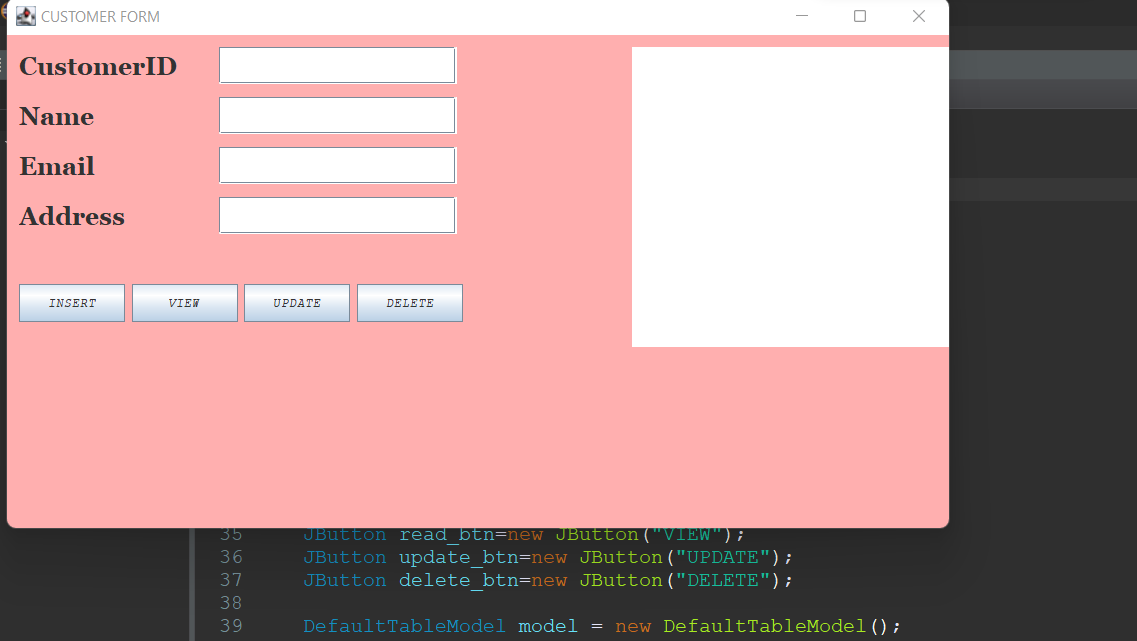 CUSTOMER FORM
CustomerID
Name
Email
Address
INSERT VIEW UPDATE DELETE
35 JButton read_btn=new JButton("VIEW");
36 JButton update_btn=new JButton("UPDATE");
37 JButton delete_btn=new JButton("DELETE");
38
39 DefaultTableModel model = new DefaultTableModel();